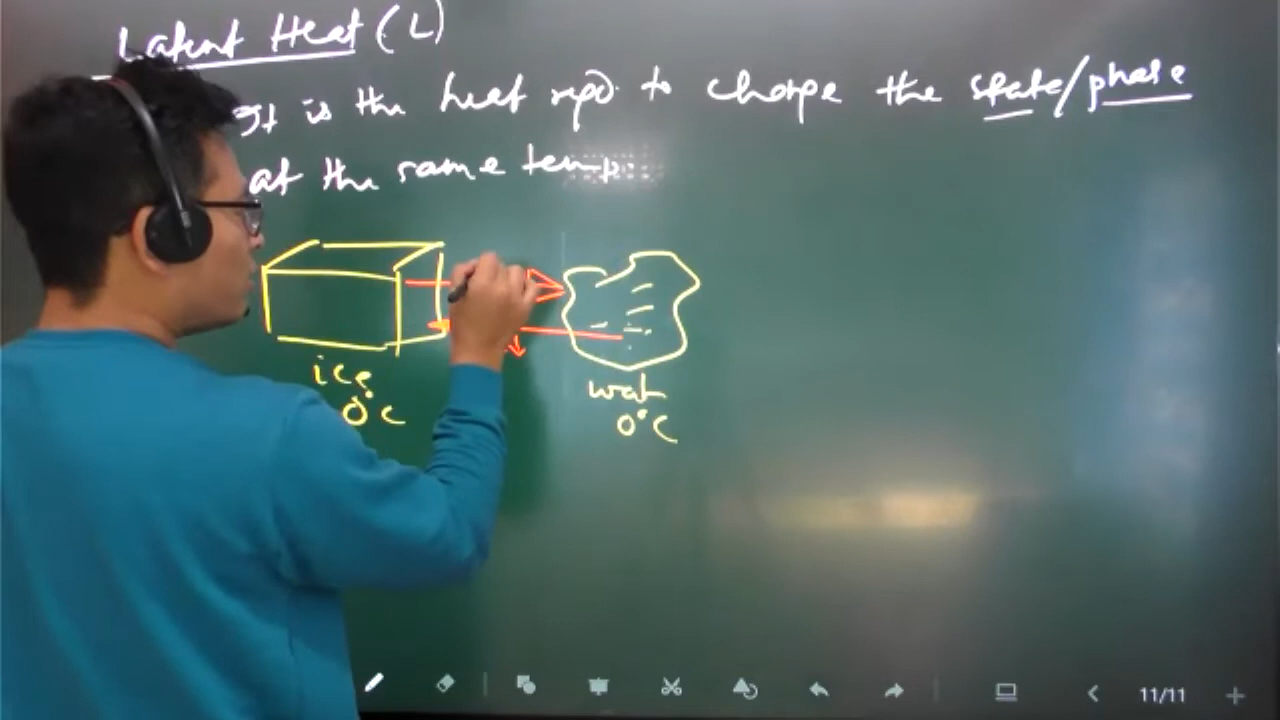 Latent Heat (L)
It is the heat reqd. to change the state/phase
at the same temp.
ice
0°C
wat
0°C
11/11